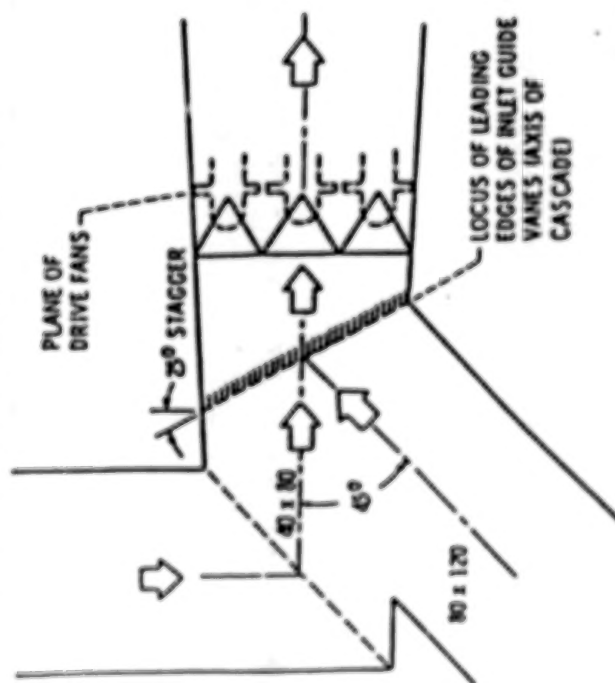 PLANE OF
DRIVE FANS
23° STAGGER
40 x 80
45°
80 x 120
LOCUS OF LEADING
EDGES OF INLET GUIDE
VANES (AXIS OF
CASCADE)